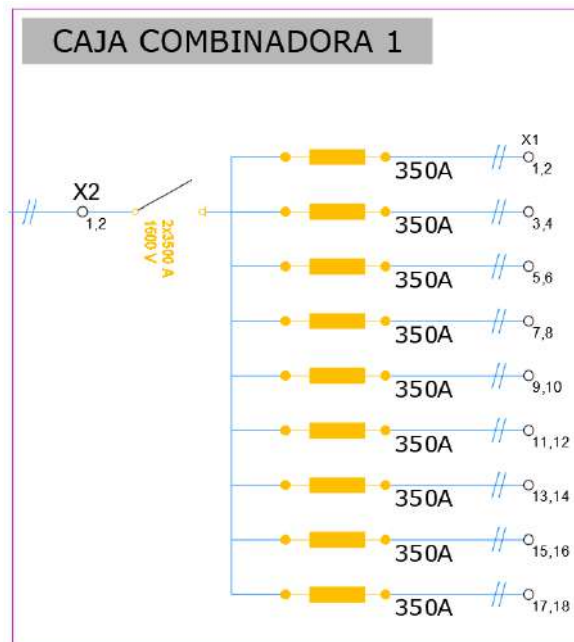 CAJA COMBINADORA 1
X1
350A
1,2
X2
1,2
2x3500 A
1600 V
350A
3,4
350A
5,6
350A
7,8
350A
9,10
350A
11,12
350A
13,14
350A
15,16
350A
17,18